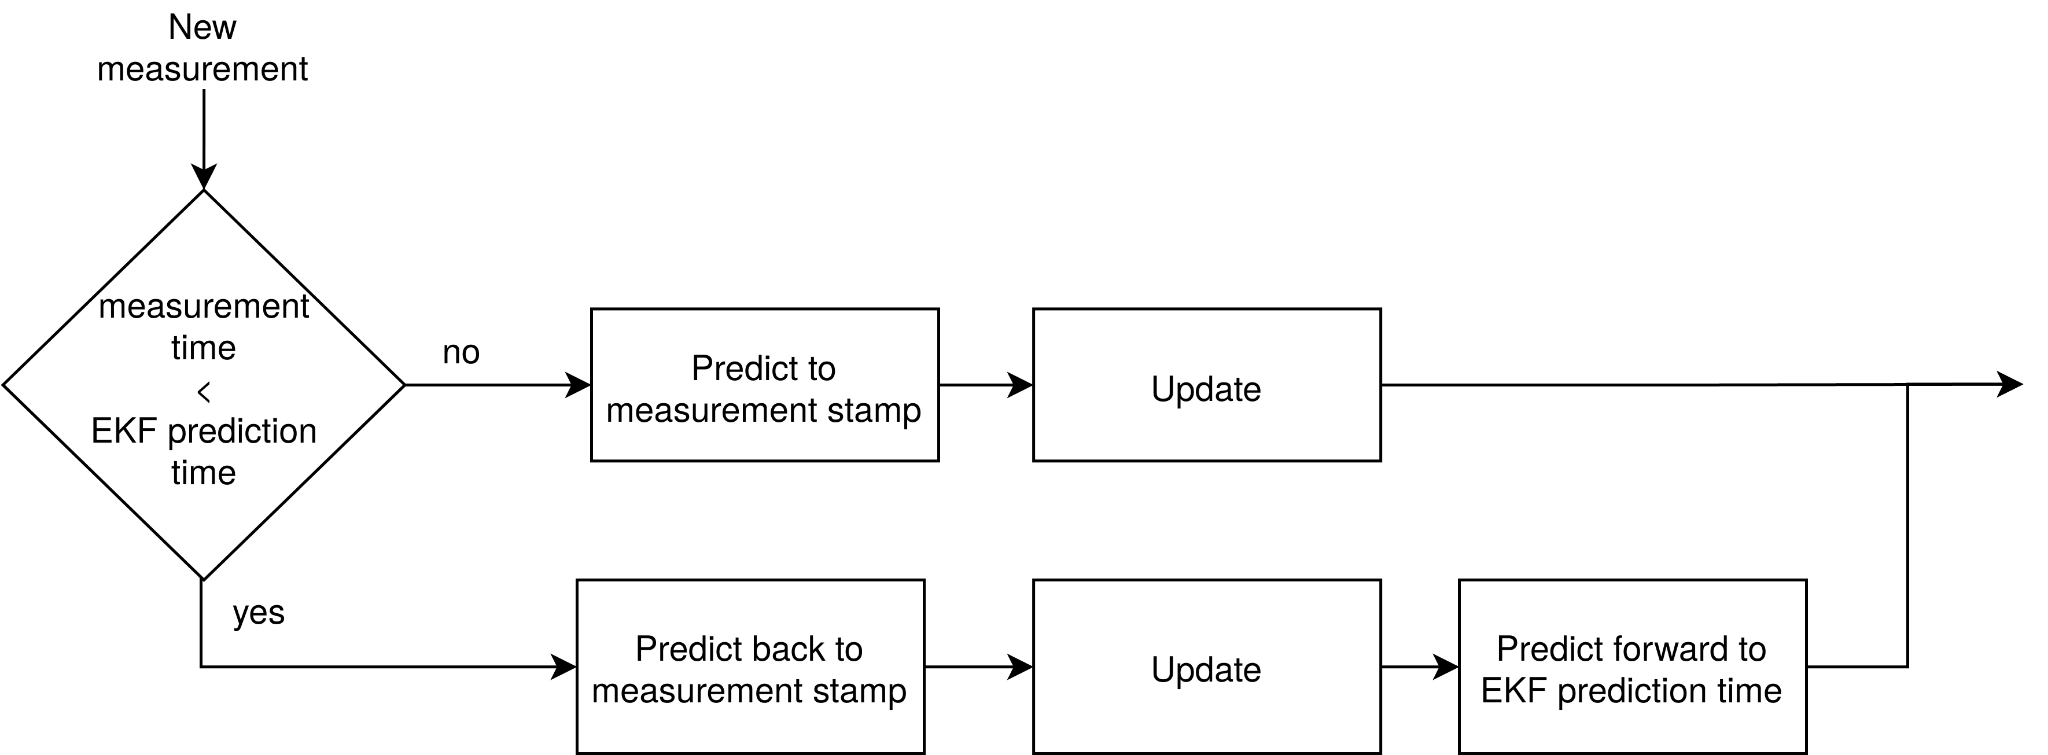 New
measurement
measurement
time
<
EKF prediction
time
no
Predict to
measurement stamp
Update
yes
Predict back to
measurement stamp
Update
Predict forward to
EKF prediction time